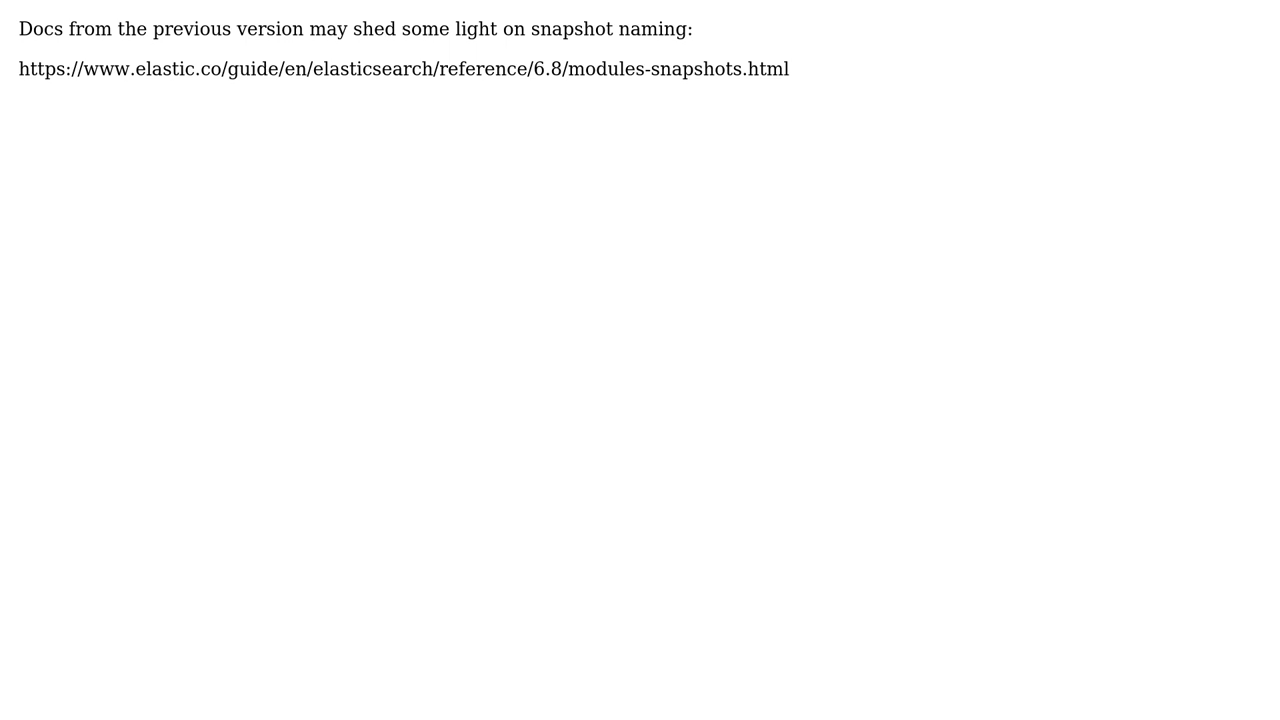 Docs from the previous version may shed some light on snapshot naming:
https://www.elastic.co/guide/en/elasticsearch/reference/6.8/modules-snapshots.html